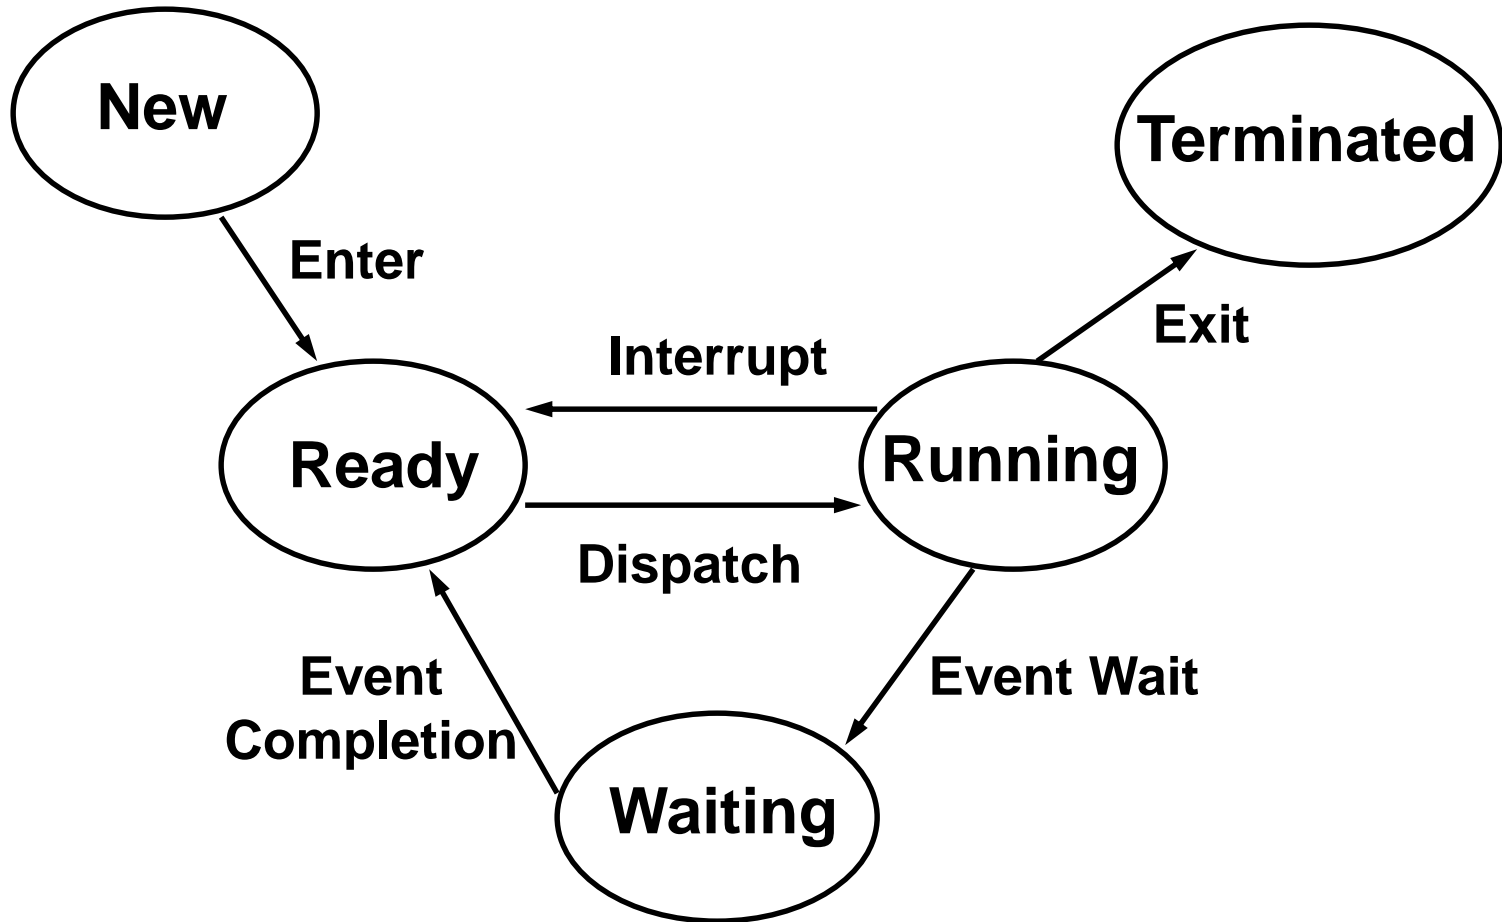 New
Terminated
Enter
Exit
Interrupt
Ready
Running
Dispatch
Event
Completion
Event Wait
Waiting